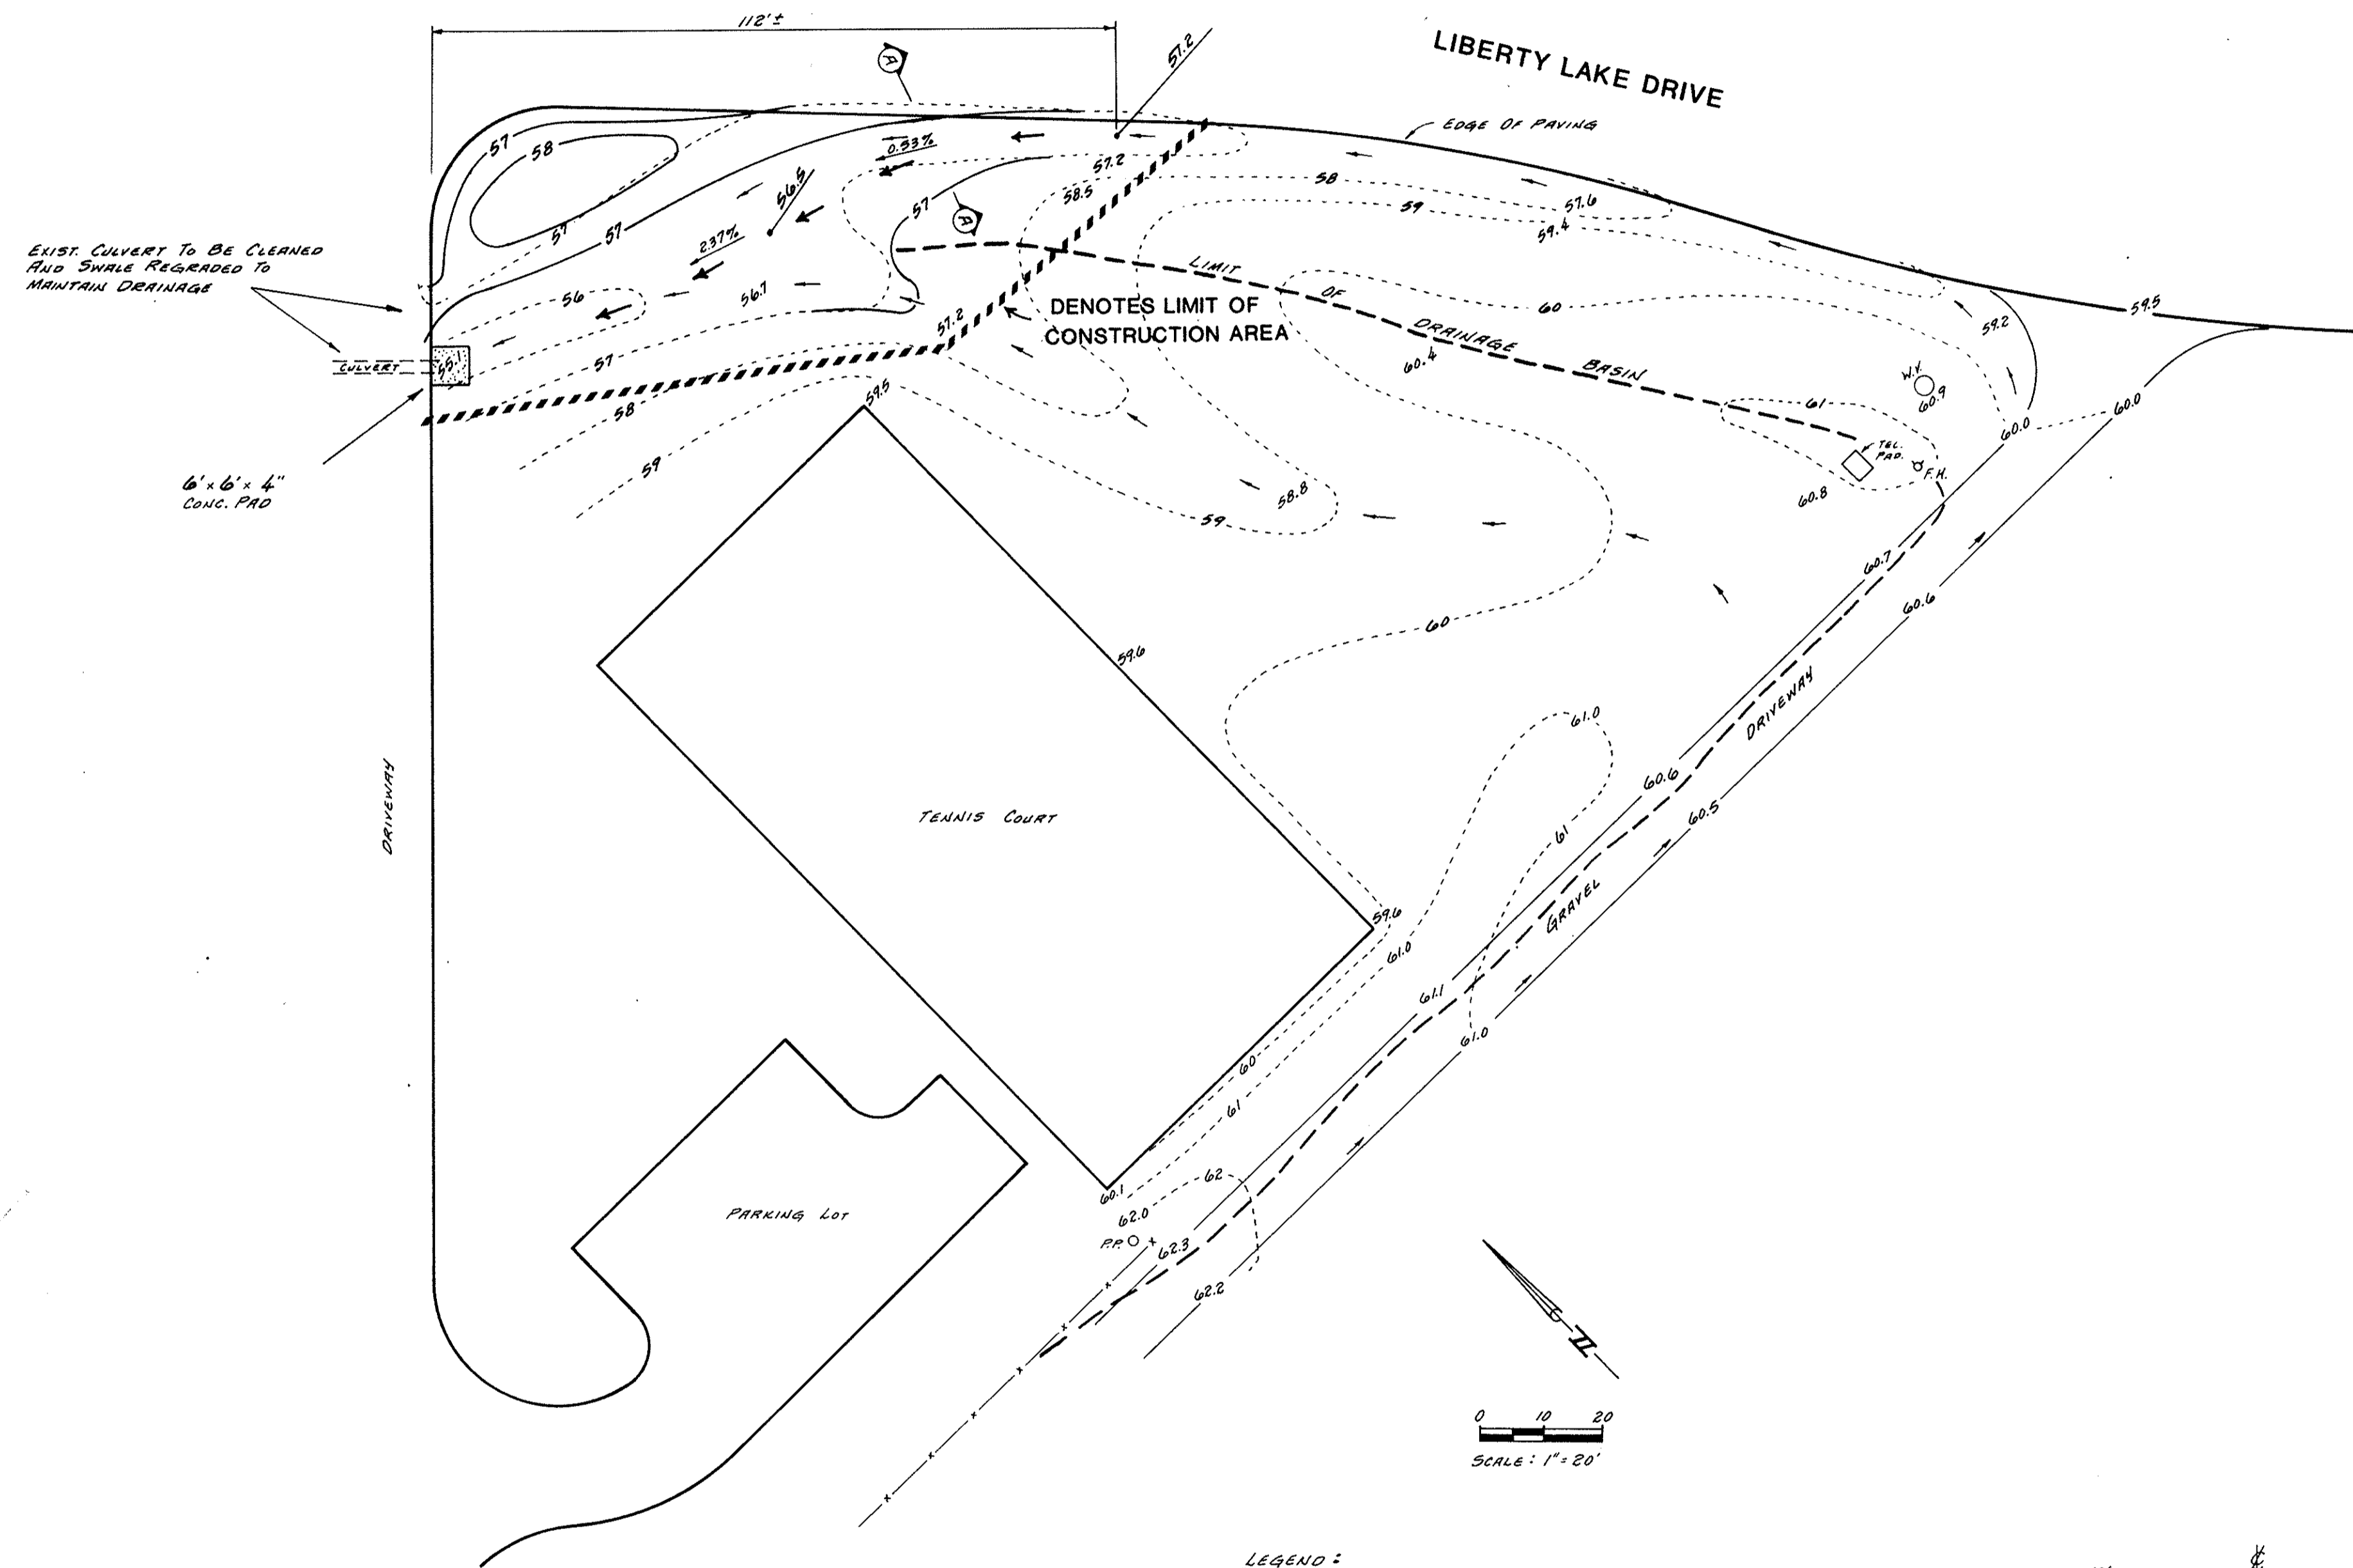 112'±
57.2
LIBERTY LAKE DRIVE
A
EDGE OF PAVING
57
58
0.53%
57.2
58
56.5
58.5
59
57.6
57
A
59.4
57
57
2.37%
EXIST. CULVERT TO BE CLEANED
AND SWALE REGRADED TO
MAINTAIN DRAINAGE
LIMIT OF DRAINAGE BASIN
56
56.7
DENOTES LIMIT OF
CONSTRUCTION AREA
60
59.5
57.2
59.2
CULVERT
55.1
57
60.4
W.V.
60.9
59.5
58
61
60.0
60.0
TEL.
PAD.
F.H.
59
6'x6'x4"
CONC. PAD
58.8
60.8
59
60.7
60.6
60
59.6
DRIVEWAY
61.0
GRAVEL DRIVEWAY
60.6
60.5
TENNIS COURT
61
59.6
61.0
61.1
61.0
60
61
62
60.1
62.0
PARKING LOT
P.P.
62.3
62.2
N
0 10 20
SCALE: 1"=20'
LEGEND: